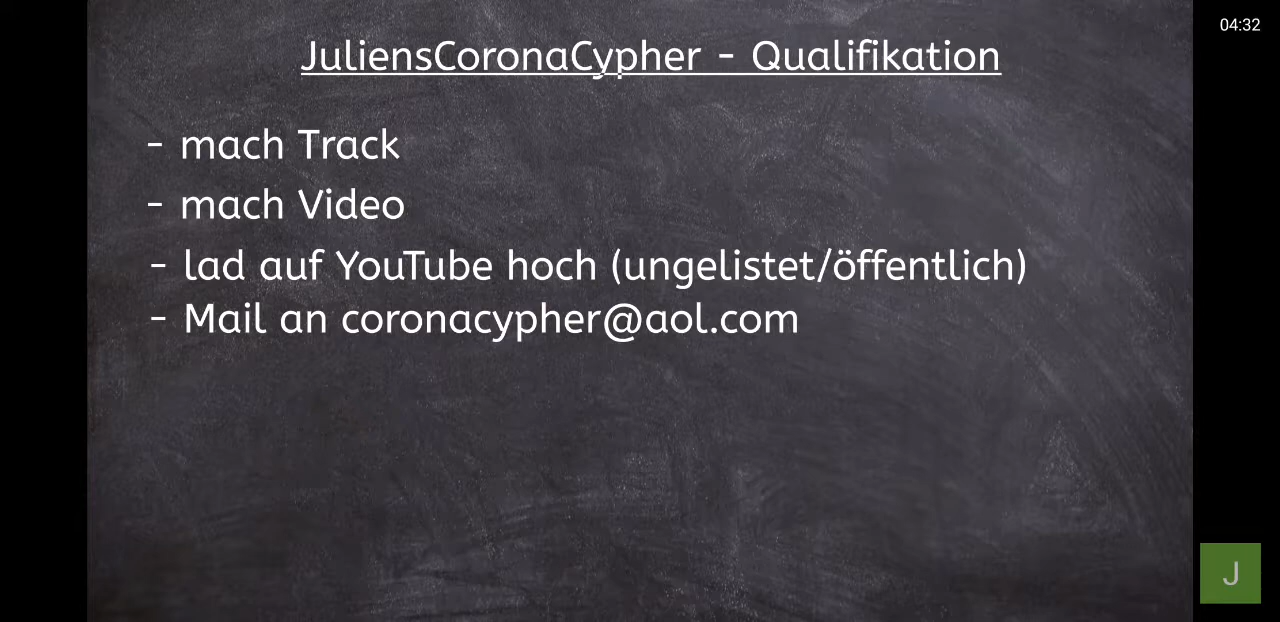 04:32
JuliensCoronaCypher - Qualifikation
- mach Track
- mach Video
- lad auf YouTube hoch (ungelistet/öffentlich)
- Mail an coronacypher@aol.com
J